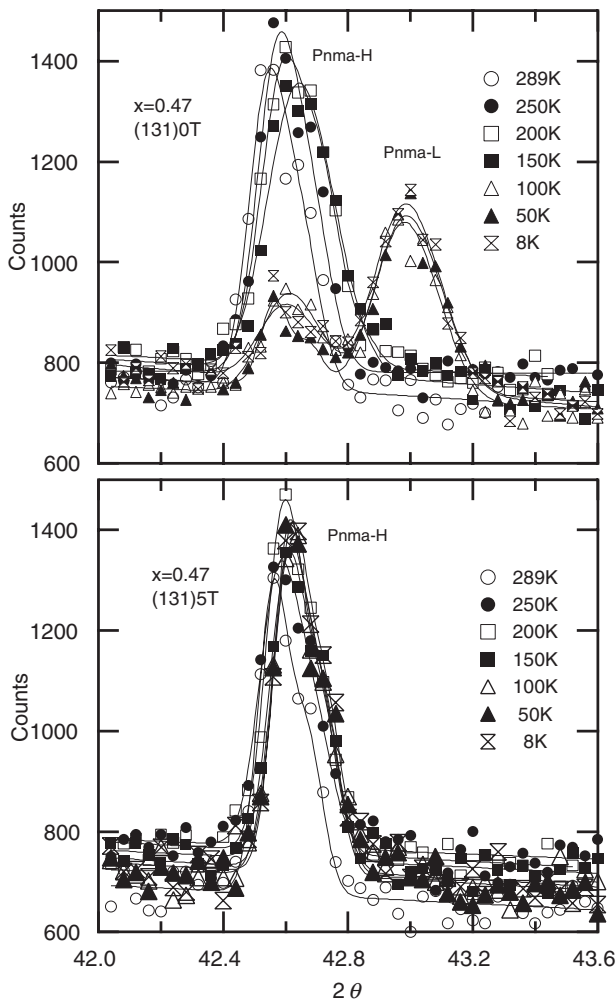 1400
1200
1000
800
600
Counts
x=0.47
(131)0T
Pnma-H
Pnma-L
289K
250K
200K
150K
100K
50K
8K
1400
1200
1000
800
600
Counts
x=0.47
(131)5T
Pnma-H
289K
250K
200K
150K
100K
50K
8K
42.0
42.4
42.8
43.2
43.6
2 θ